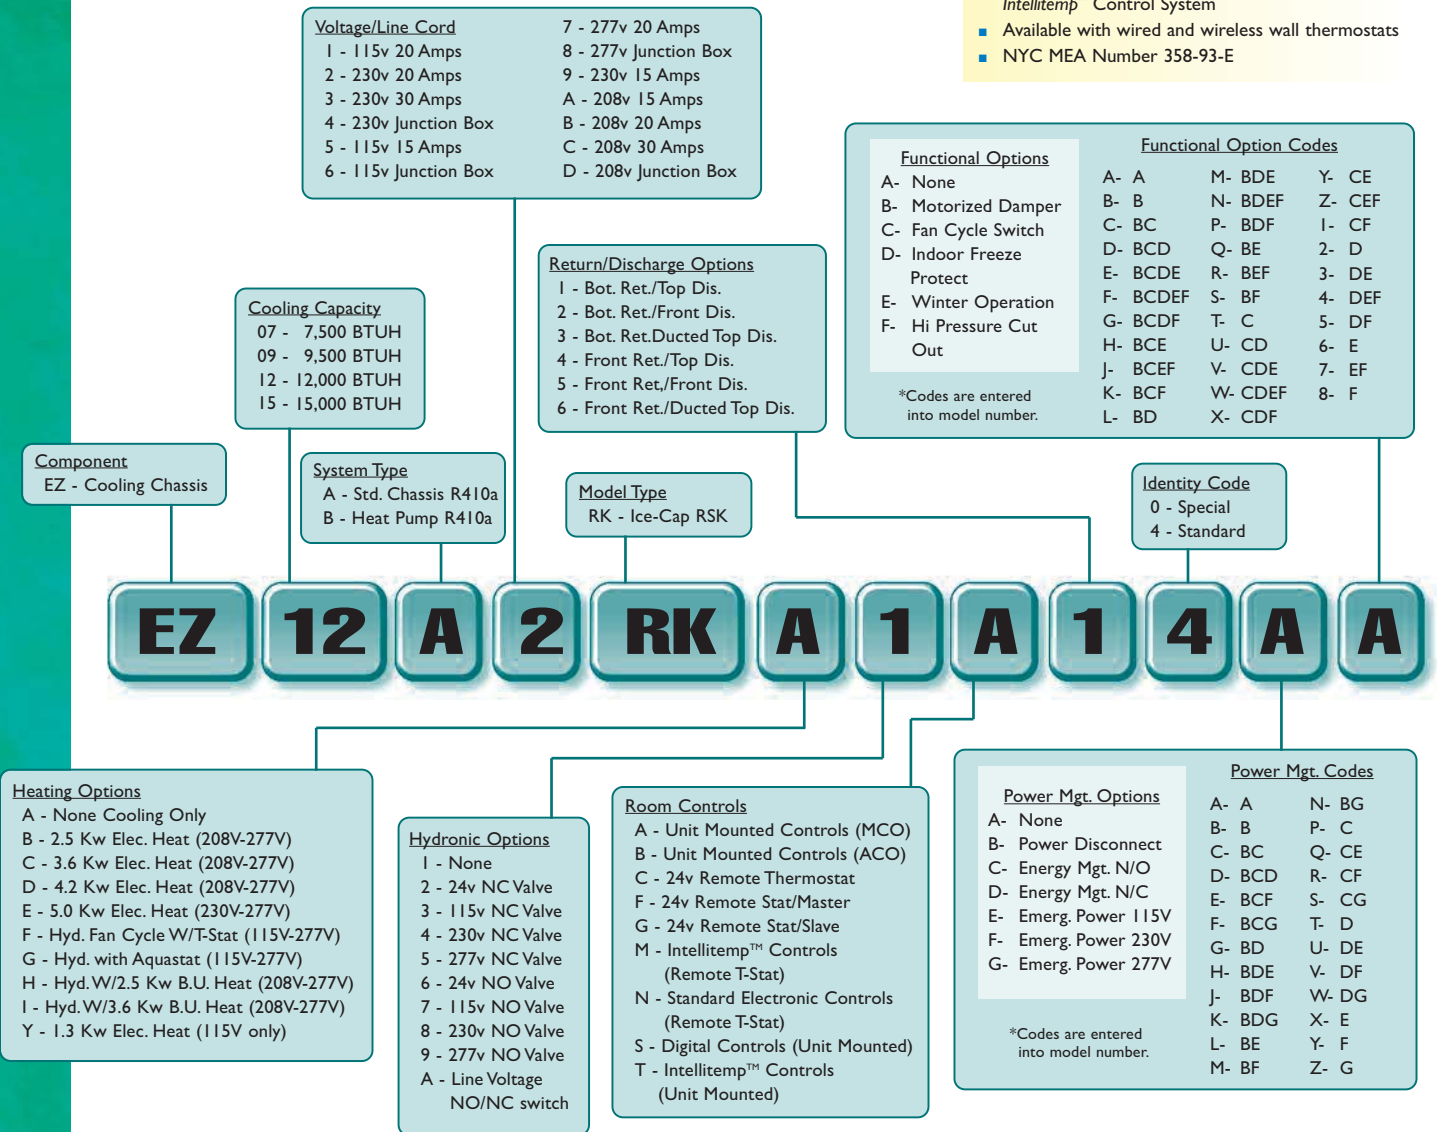 Intellitemp Control System
■ Available with wired and wireless wall thermostats
■ NYC MEA Number 358-93-E
Voltage/Line Cord
1 - 115v 20 Amps
2 - 230v 20 Amps
3 - 230v 30 Amps
4 - 230v Junction Box
5 - 115v 15 Amps
6 - 115v Junction Box
7 - 277v 20 Amps
8 - 277v Junction Box
9 - 230v 15 Amps
A - 208v 15 Amps
B - 208v 20 Amps
C - 208v 30 Amps
D - 208v Junction Box
Functional Options
A- None
B- Motorized Damper
C- Fan Cycle Switch
D- Indoor Freeze
Protect
E- Winter Operation
F- Hi Pressure Cut
Out
*Codes are entered
into model number.
Functional Option Codes
A- A
B- B
C- BC
D- BCD
E- BCDE
F- BCDEF
G- BCDF
H- BCE
J- BCEF
K- BCF
L- BD
M- BDE
N- BDEF
P- BDF
Q- BE
R- BEF
S- BF
T- C
U- CD
V- CDE
W- CDEF
X- CDF
Y- CE
Z- CEF
1- CF
2- D
3- DE
4- DEF
5- DF
6- E
7- EF
8- F
Return/Discharge Options
1 - Bot. Ret./Top Dis.
2 - Bot. Ret./Front Dis.
3 - Bot. Ret.Ducted Top Dis.
4 - Front Ret./Top Dis.
5 - Front Ret,/Front Dis.
6 - Front Ret./Ducted Top Dis.
Cooling Capacity
07 - 7,500 BTUH
09 - 9,500 BTUH
12 - 12,000 BTUH
15 - 15,000 BTUH
Component
EZ - Cooling Chassis
System Type
A - Std. Chassis R410a
B - Heat Pump R410a
Model Type
RK - Ice-Cap RSK
Identity Code
0 - Special
4 - Standard
EZ 12 A 2 RK A 1 A 1 4 A A
Heating Options
A - None Cooling Only
B - 2.5 Kw Elec. Heat (208V-277V)
C - 3.6 Kw Elec. Heat (208V-277V)
D - 4.2 Kw Elec. Heat (208V-277V)
E - 5.0 Kw Elec. Heat (230V-277V)
F - Hyd. Fan Cycle W/T-Stat (115V-277V)
G - Hyd. with Aquastat (115V-277V)
H - Hyd. W/2.5 Kw B.U. Heat (208V-277V)
I - Hyd. W/3.6 Kw B.U. Heat (208V-277V)
Y - 1.3 Kw Elec. Heat (115V only)
Hydronic Options
1 - None
2 - 24v NC Valve
3 - 115v NC Valve
4 - 230v NC Valve
5 - 277v NC Valve
6 - 24v NO Valve
7 - 115v NO Valve
8 - 230v NO Valve
9 - 277v NO Valve
A - Line Voltage
NO/NC switch
Room Controls
A - Unit Mounted Controls (MCO)
B - Unit Mounted Controls (ACO)
C - 24v Remote Thermostat
F - 24v Remote Stat/Master
G - 24v Remote Stat/Slave
M - Intellitemp™ Controls
(Remote T-Stat)
N - Standard Electronic Controls
(Remote T-Stat)
S - Digital Controls (Unit Mounted)
T - Intellitemp™ Controls
(Unit Mounted)
Power Mgt. Options
A- None
B- Power Disconnect
C- Energy Mgt. N/O
D- Energy Mgt. N/C
E- Emerg. Power 115V
F- Emerg. Power 230V
G- Emerg. Power 277V
*Codes are entered
into model number.
Power Mgt. Codes
A- A
B- B
C- BC
D- BCD
E- BCF
F- BCG
G- BD
H- BDE
J- BDF
K- BDG
L- BE
M- BF
N- BG
P- C
Q- CE
R- CF
S- CG
T- D
U- DE
V- DF
W- DG
X- E
Y- F
Z- G